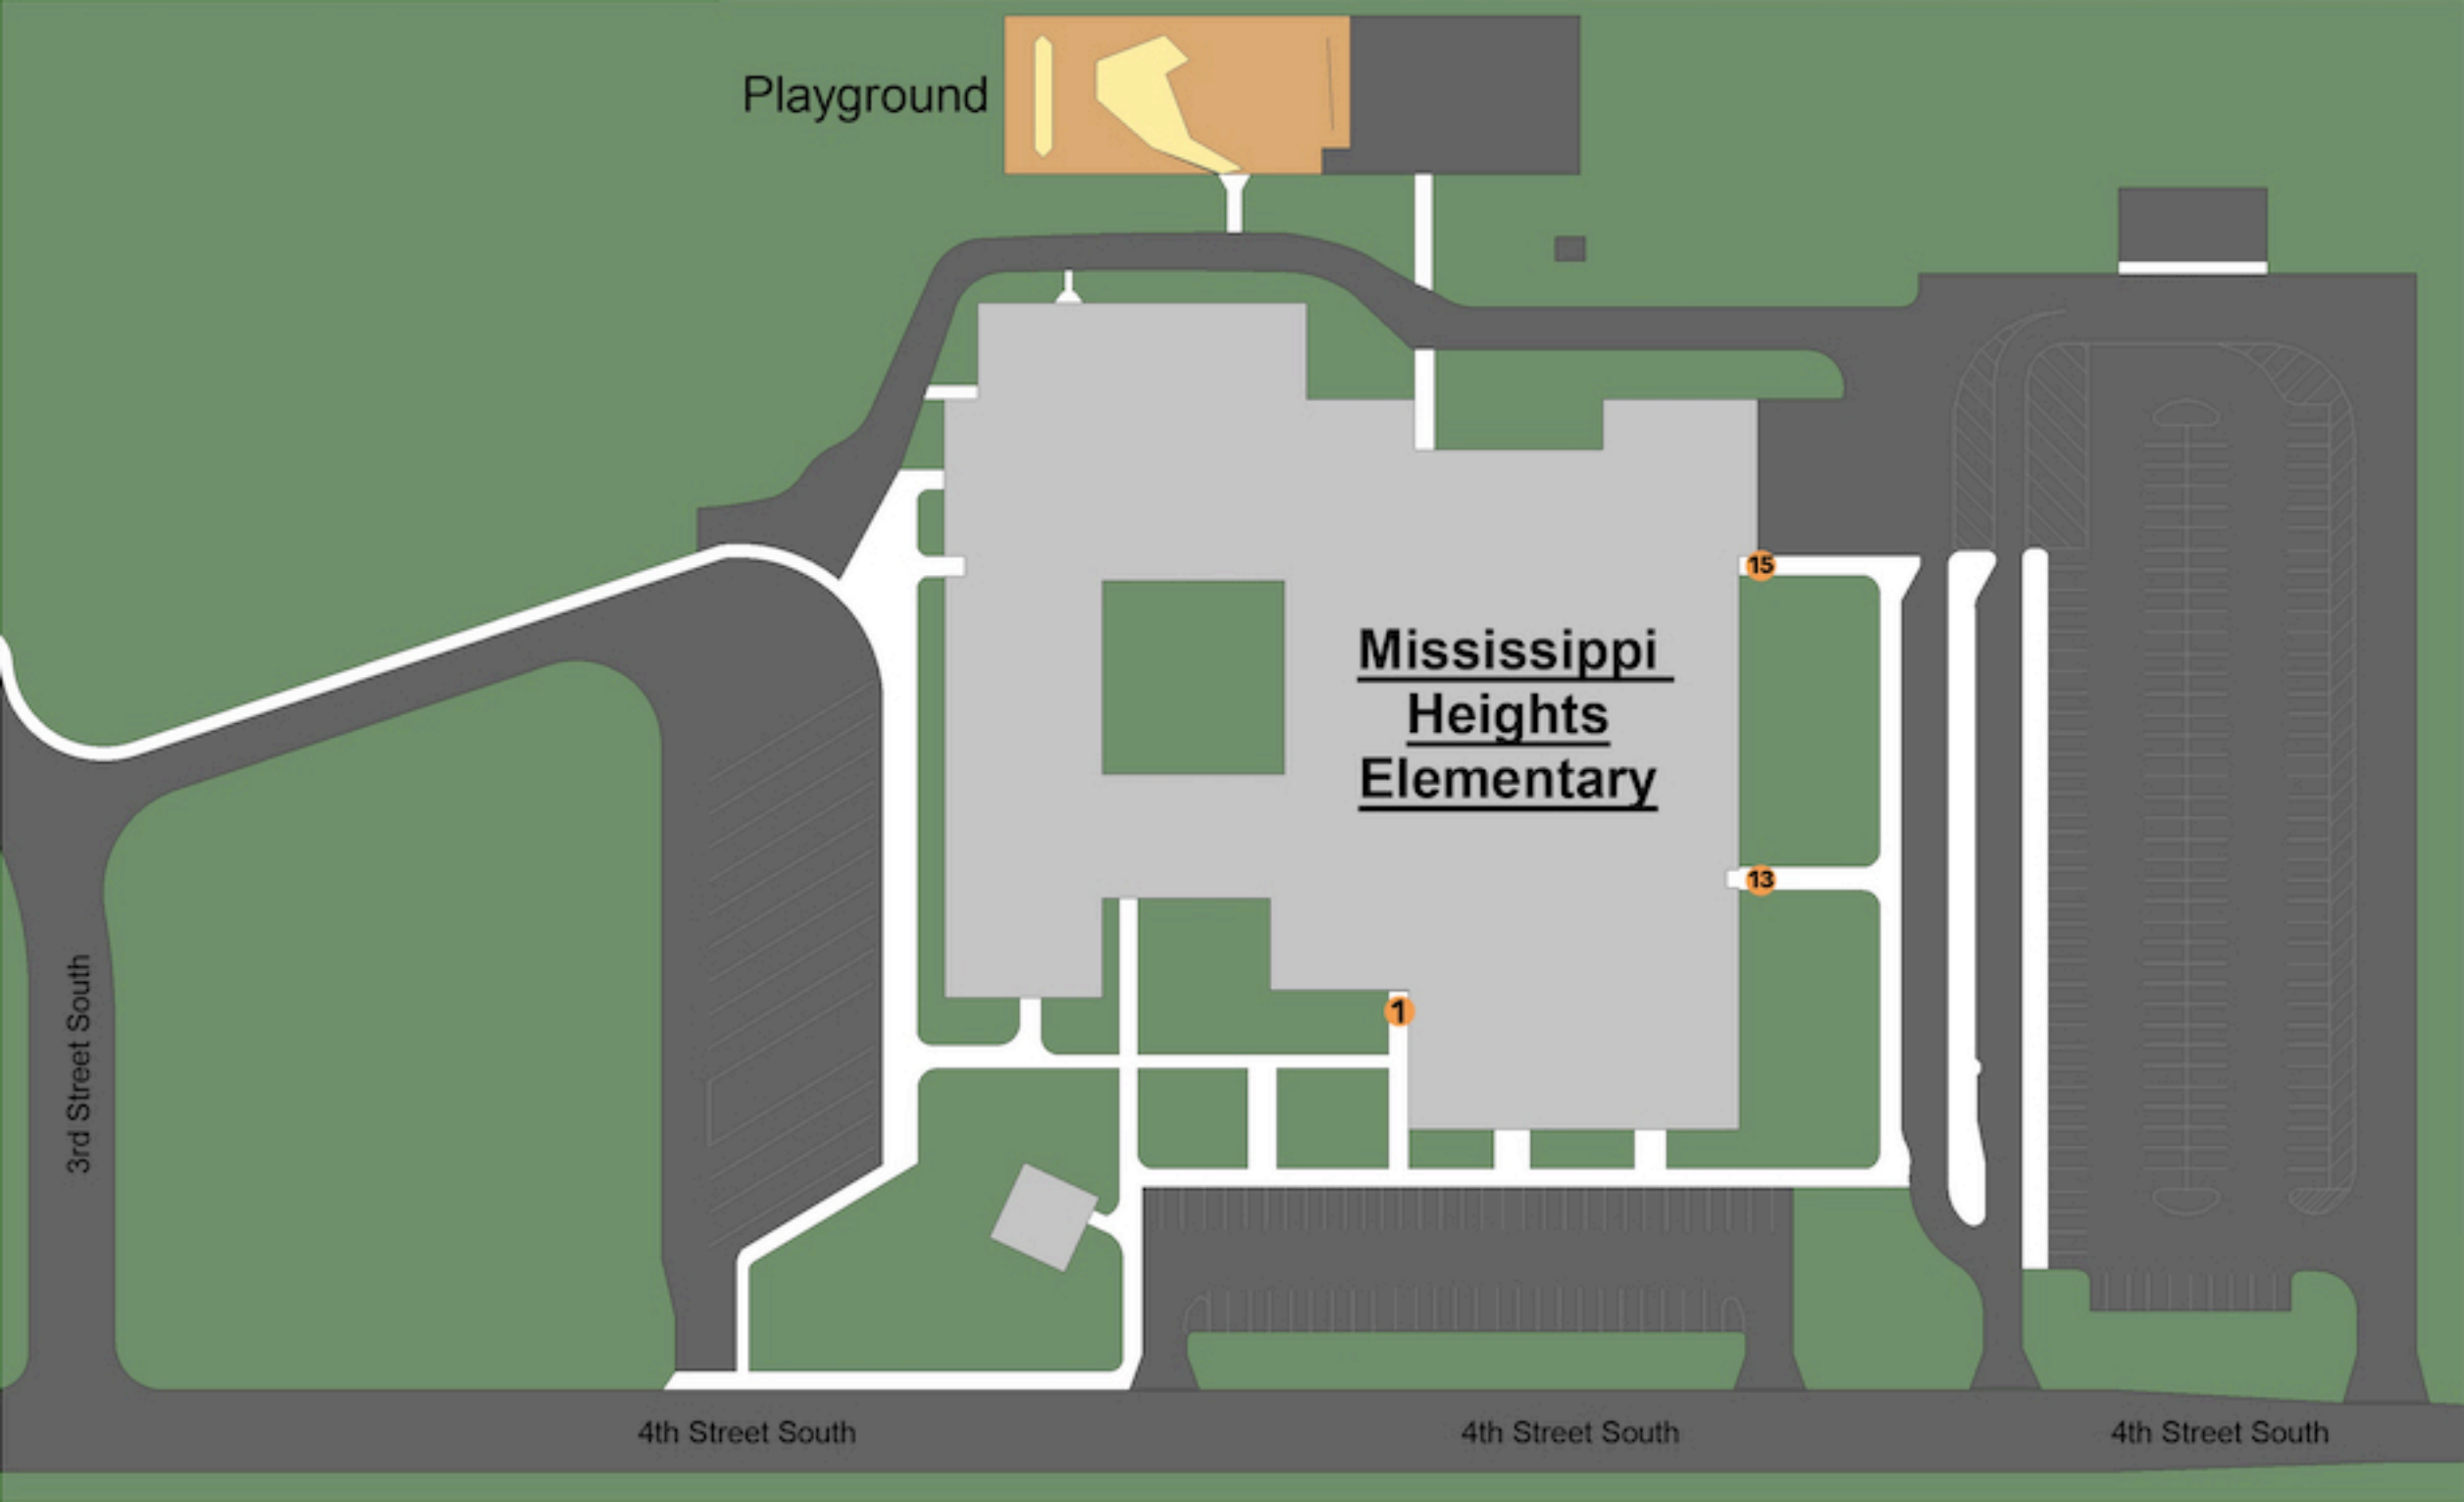 Playground
15
Mississippi
Heights
Elementary
13
1
3rd Street South
4th Street South
4th Street South
4th Street South